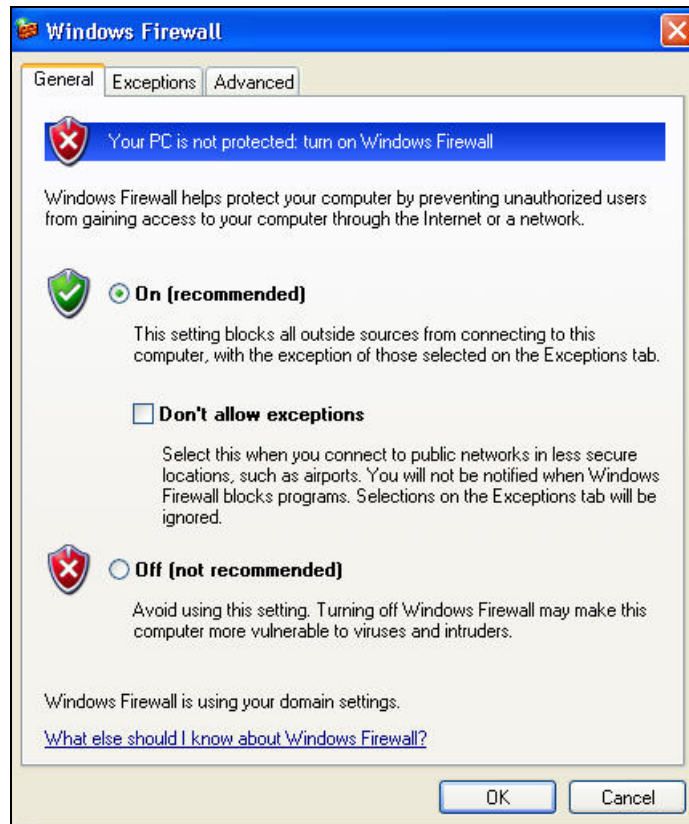 Windows Firewall
General Exceptions Advanced
Your PC is not protected: turn on Windows Firewall
Windows Firewall helps protect your computer by preventing unauthorized users
from gaining access to your computer through the Internet or a network.
On (recommended)
This setting blocks all outside sources from connecting to this
computer, with the exception of those selected on the Exceptions tab.
Don't allow exceptions
Select this when you connect to public networks in less secure
locations, such as airports. You will not be notified when Windows
Firewall blocks programs. Selections on the Exceptions tab will be
ignored.
Off (not recommended)
Avoid using this setting. Turning off Windows Firewall may make this
computer more vulnerable to viruses and intruders.
Windows Firewall is using your domain settings.
What else should I know about Windows Firewall?
OK Cancel